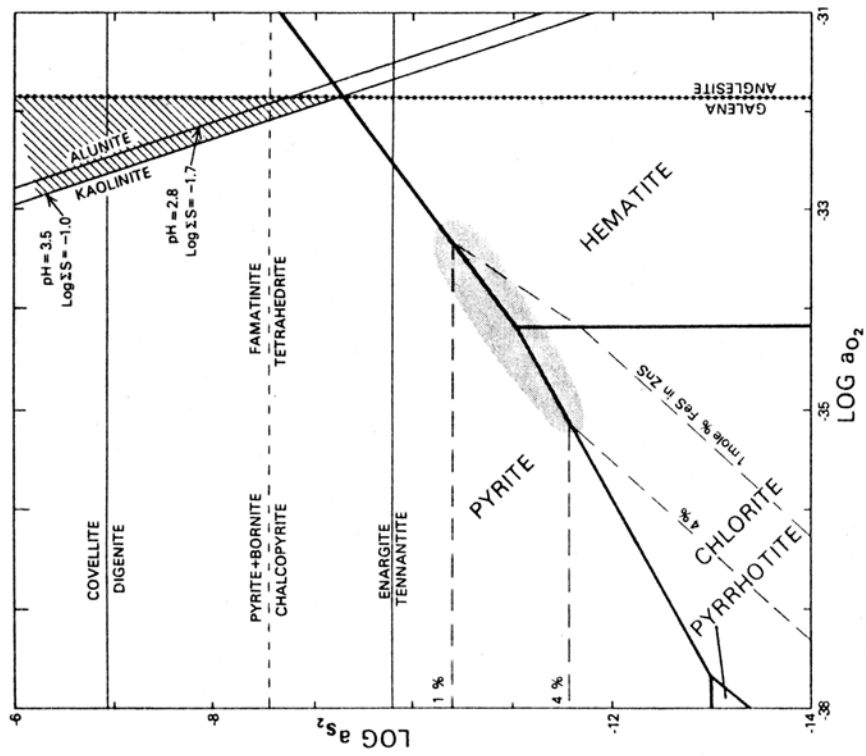 -6
-8
LOG aS2
-12
-14
-38
-35
-33
-31
LOG aO2
COVELLITE
DIGENITE
PYRITE+BORNITE
CHALCOPYRITE
FAMATINITE
TETRAHEDRITE
ENARGITE
TENNANTITE
pH = 3.5
Log ΣS = -1.0
pH = 2.8
Log ΣS = -1.7
ALUNITE
KAOLINITE
ANGLESITE
GALENA
PYRITE
HEMATITE
CHLORITE
PYRRHOTITE
1 %
4 %
4%
1 mole % FeS in ZnS